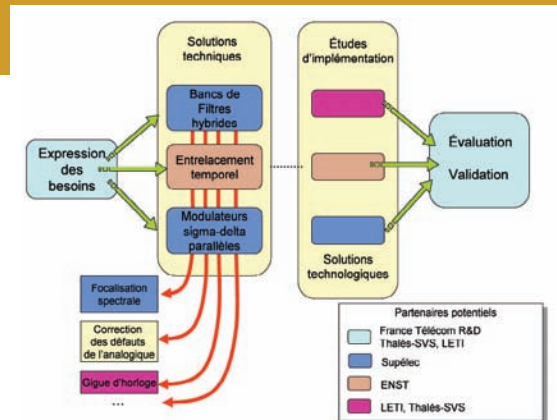 Solutions
techniques
Études
d'implémentation
Bancs de
Filtres
hybrides
Expression
des
besoins
Entrelacement
temporel
Évaluation
Validation
Modulateurs
sigma-delta
parallèles
Solutions
technologiques
Focalisation
spectrale
Correction
des défauts
de l'analogique
Gigue d'horloge
...
Partenaires potentiels
France Télécom R&D
Thalès-SVS, LETI
Supélec
ENST
LETI, Thalès-SVS